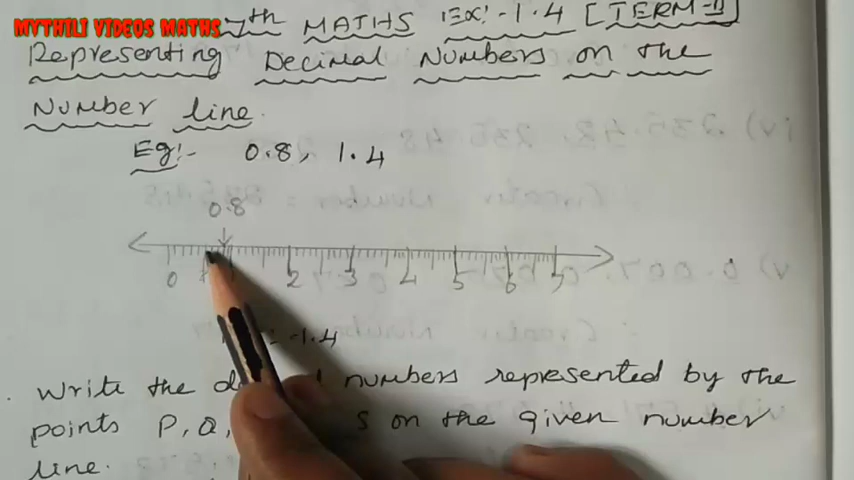 MYTHILI VIDEOS MATHS 7th MATHS Ex:-1.4 [TERM-II]
Representing Decimal Numbers on the
Number line.
Eg:- 0.8, 1.4
0.8
0 2 3 4 5 6 7
1.4
Write the numbers represented by the
points P, Q, S on the given number
line.